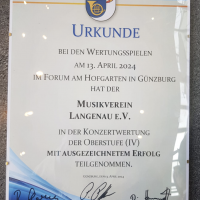 URKUNDE
BEI DEN WERTUNGSSPIELEN
AM 13. APRIL 2024
IM FORUM AM HOFGARTEN IN GÜNZBURG
HAT DER
MUSIKVEREIN
LANGENAU E.V.
IN DER KONZERTWERTUNG
DER OBERSTUFE (IV)
MIT AUSGEZEICHNETEM ERFOLG
TEILGENOMMEN.